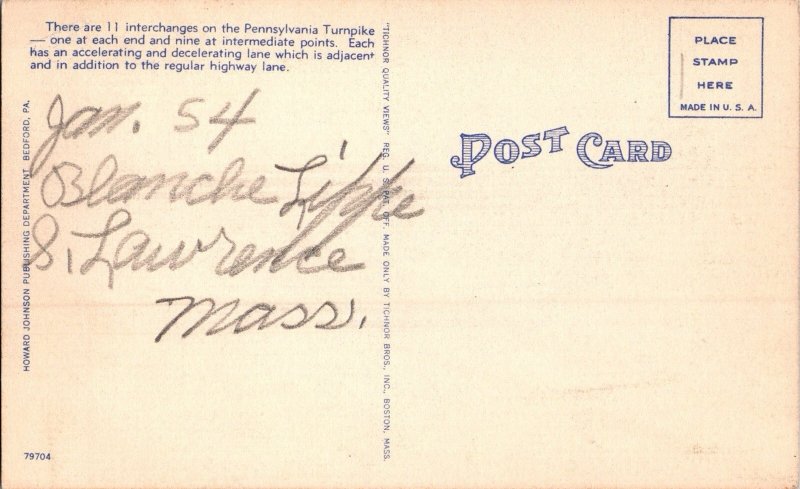 There are 11 interchanges on the Pennsylvania Turnpike
— one at each end and nine at intermediate points. Each
has an accelerating and decelerating lane which is adjacent
and in addition to the regular highway lane.
Jan. 54
Blanche Lippe
S. Lawrence
Mass.
HOWARD JOHNSON PUBLISHING DEPARTMENT, BEDFORD, PA.
79704
"TICHNOR QUALITY VIEWS" REG. U. S. PAT. OFF. MADE ONLY BY TICHNOR BROS., INC., BOSTON, MASS.
POST CARD
PLACE
STAMP
HERE
MADE IN U. S. A.